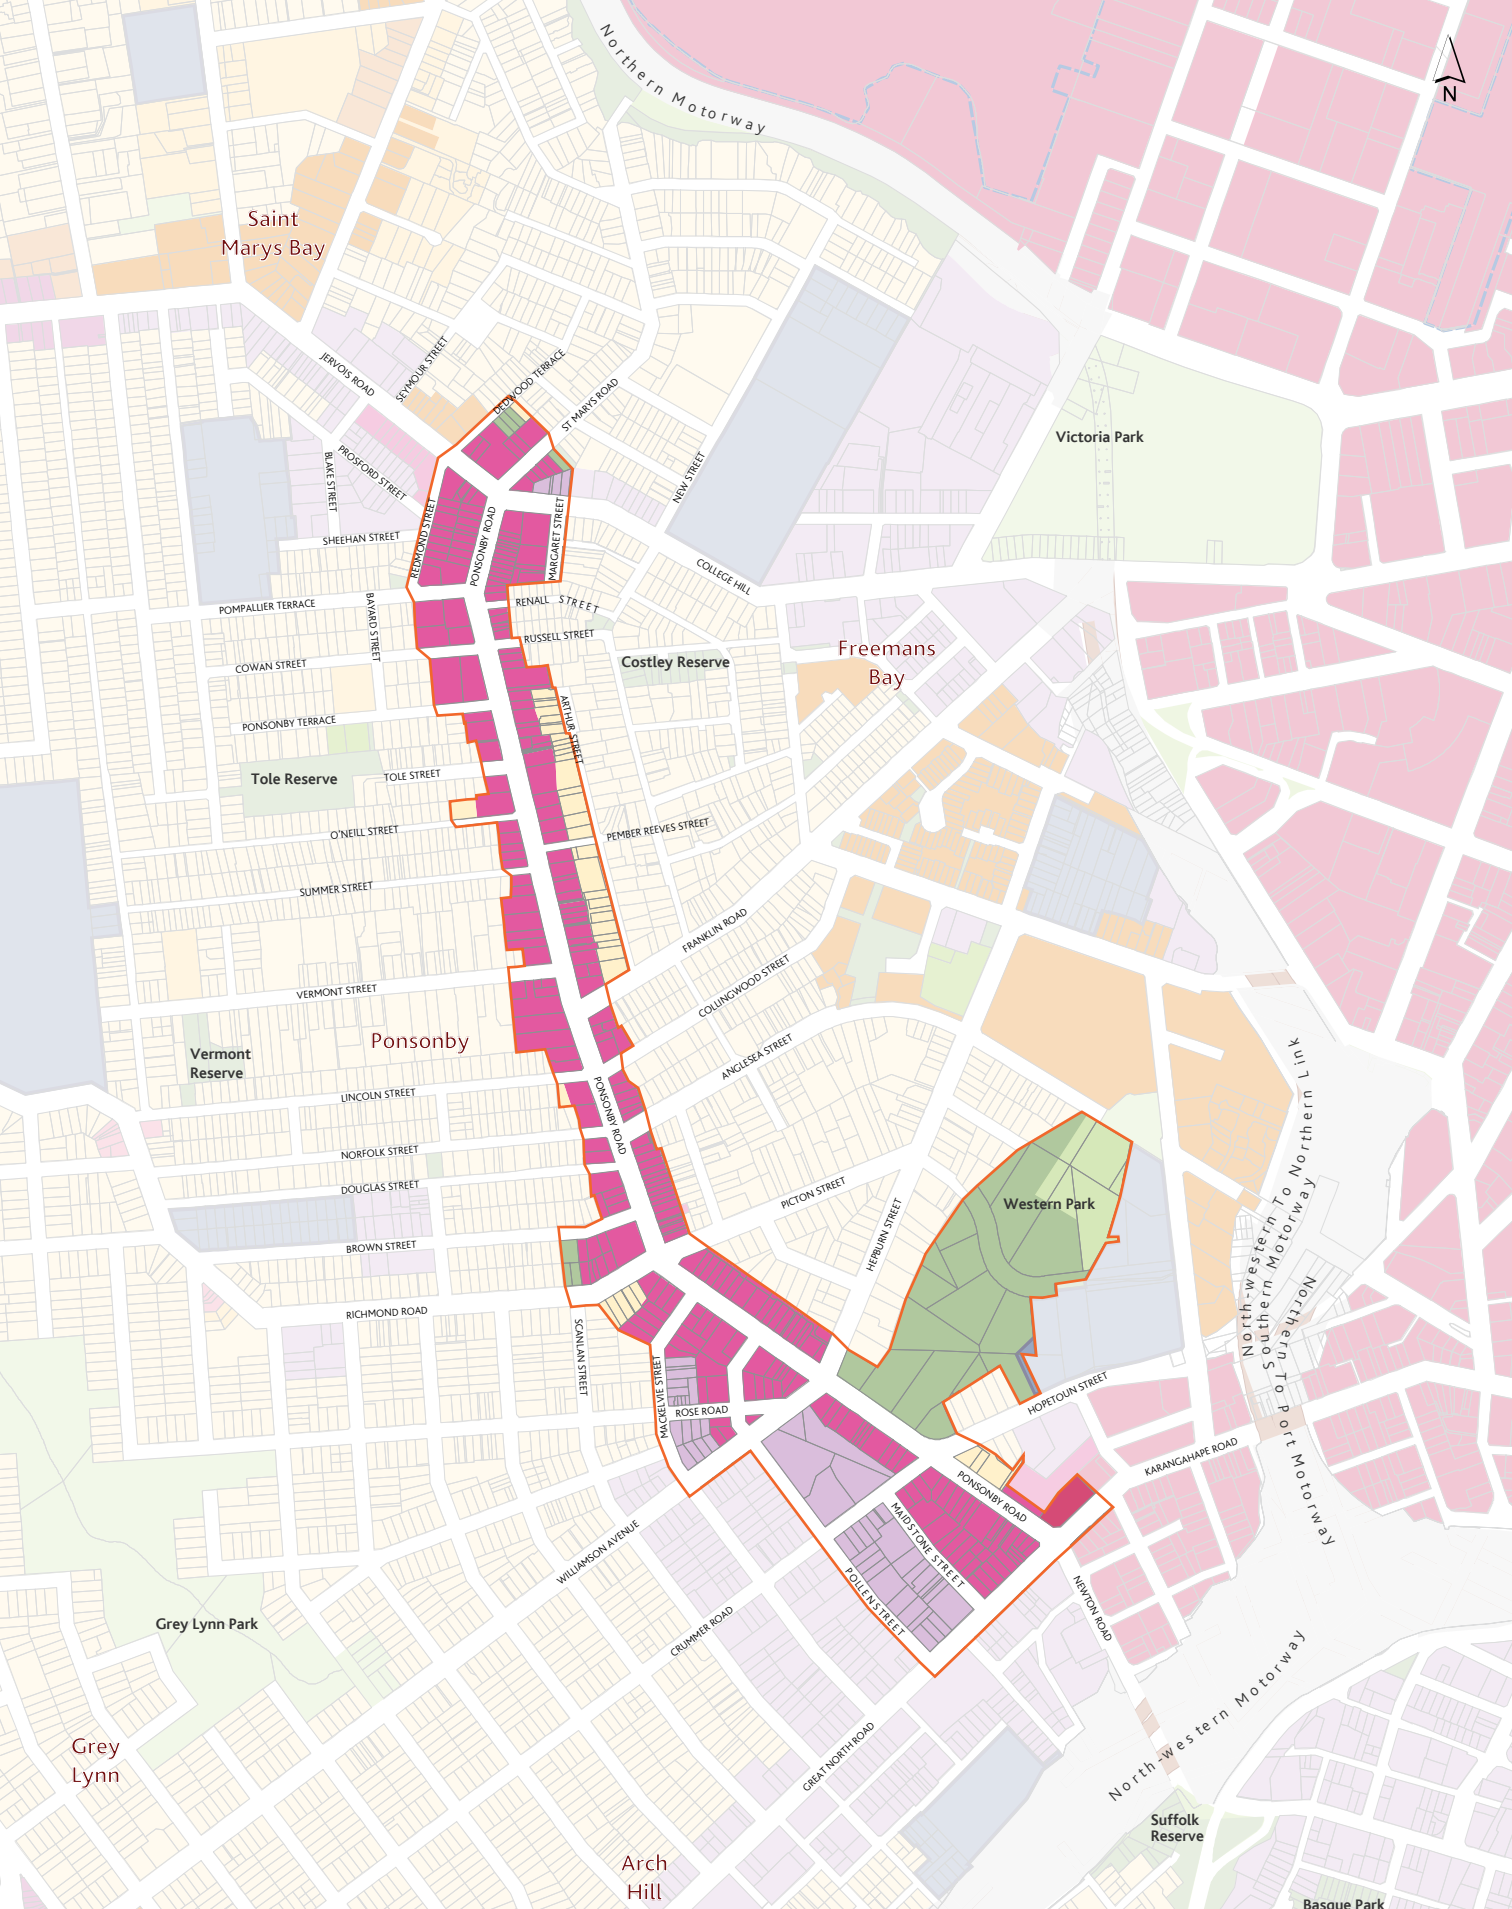 Northern Motorway
N
Saint
Marys Bay
SEYMOUR STREET
JERVOIS ROAD
DEDWOOD TERRACE
ST MARYS ROAD
Victoria Park
PROSFORD STREET
BLAKE STREET
NEW STREET
REDMOND STREET
PONSONBY ROAD
MARGARET STREET
SHEEHAN STREET
COLLEGE HILL
POMPALLIER TERRACE
BAYARD STREET
RENALL STREET
RUSSELL STREET
Freemans
Bay
COWAN STREET
Costley Reserve
PONSONBY TERRACE
ARTHUR STREET
Tole Reserve
TOLE STREET
O'NEILL STREET
PEMBER REEVES STREET
SUMMER STREET
FRANKLIN ROAD
COLLINGWOOD STREET
VERMONT STREET
Ponsonby
Vermont
Reserve
ANGLESEA STREET
LINCOLN STREET
PONSONBY ROAD
NORFOLK STREET
DOUGLAS STREET
PICTON STREET
Western Park
HEPBURN STREET
BROWN STREET
RICHMOND ROAD
SCANLAN STREET
MACKELVIE STREET
ROSE ROAD
HOPETOUN STREET
North-western To Northern Link
Southern Motorway
Northern To Port Motorway
KARANGAHAPE ROAD
PONSONBY ROAD
MAIDSTONE STREET
POLLEN STREET
WILLIAMSON AVENUE
NEWTON ROAD
CRUMMER ROAD
Grey Lynn Park
North-western Motorway
GREAT NORTH ROAD
Grey
Lynn
Suffolk
Reserve
Arch
Hill
Basque Park